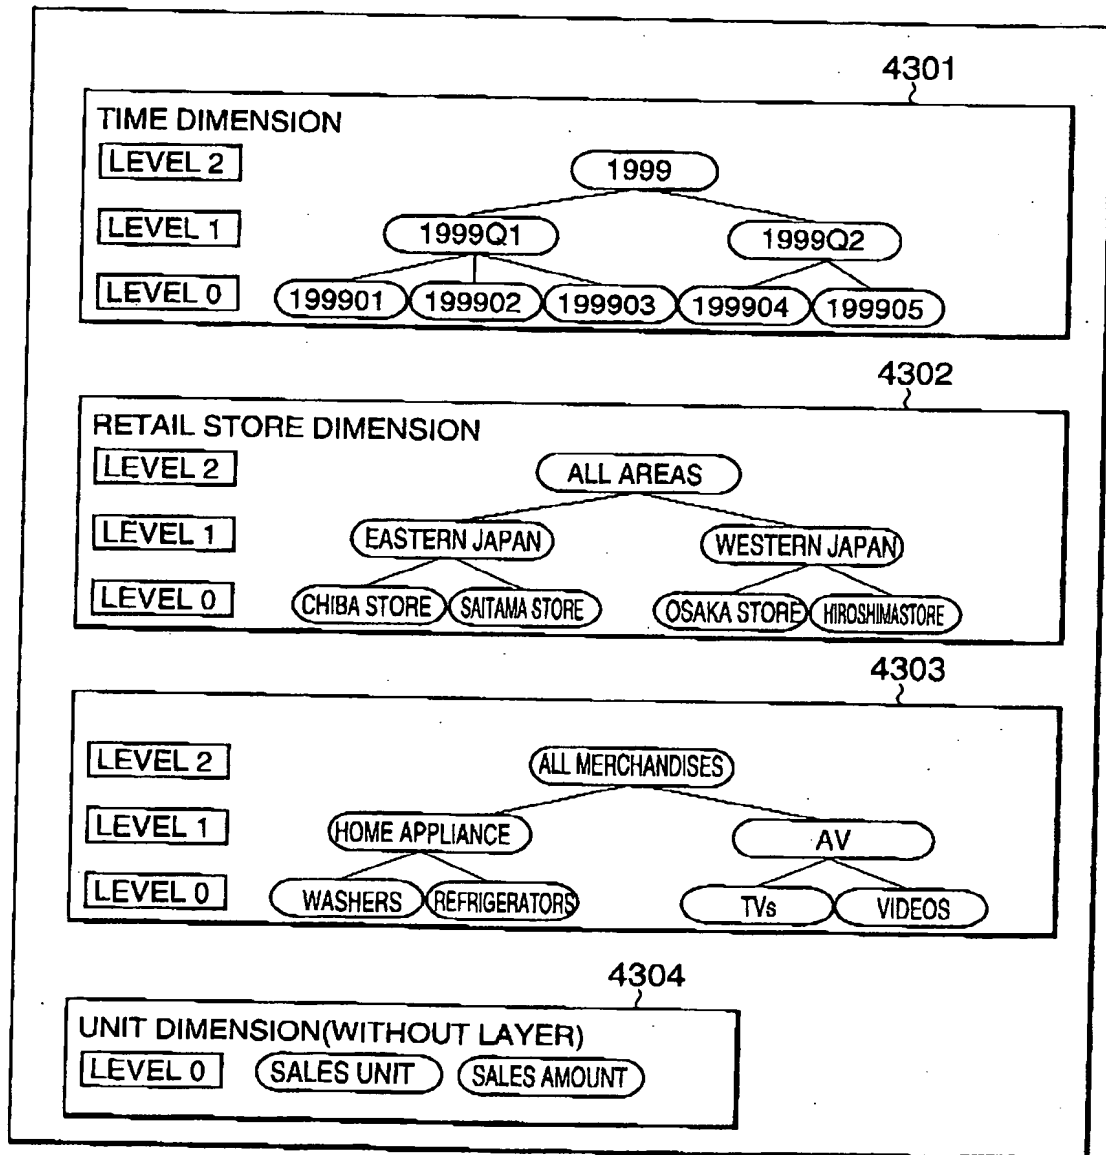 4301
TIME DIMENSION
LEVEL 2 1999
LEVEL 1 1999Q1 1999Q2
LEVEL 0 199901 199902 199903 199904 199905
4302
RETAIL STORE DIMENSION
LEVEL 2 ALL AREAS
LEVEL 1 EASTERN JAPAN WESTERN JAPAN
LEVEL 0 CHIBA STORE SAITAMA STORE OSAKA STORE HIROSHIMASTORE
4303
LEVEL 2 ALL MERCHANDISES
LEVEL 1 HOME APPLIANCE AV
LEVEL 0 WASHERS REFRIGERATORS TVs VIDEOS
4304
UNIT DIMENSION(WITHOUT LAYER)
LEVEL 0 SALES UNIT SALES AMOUNT